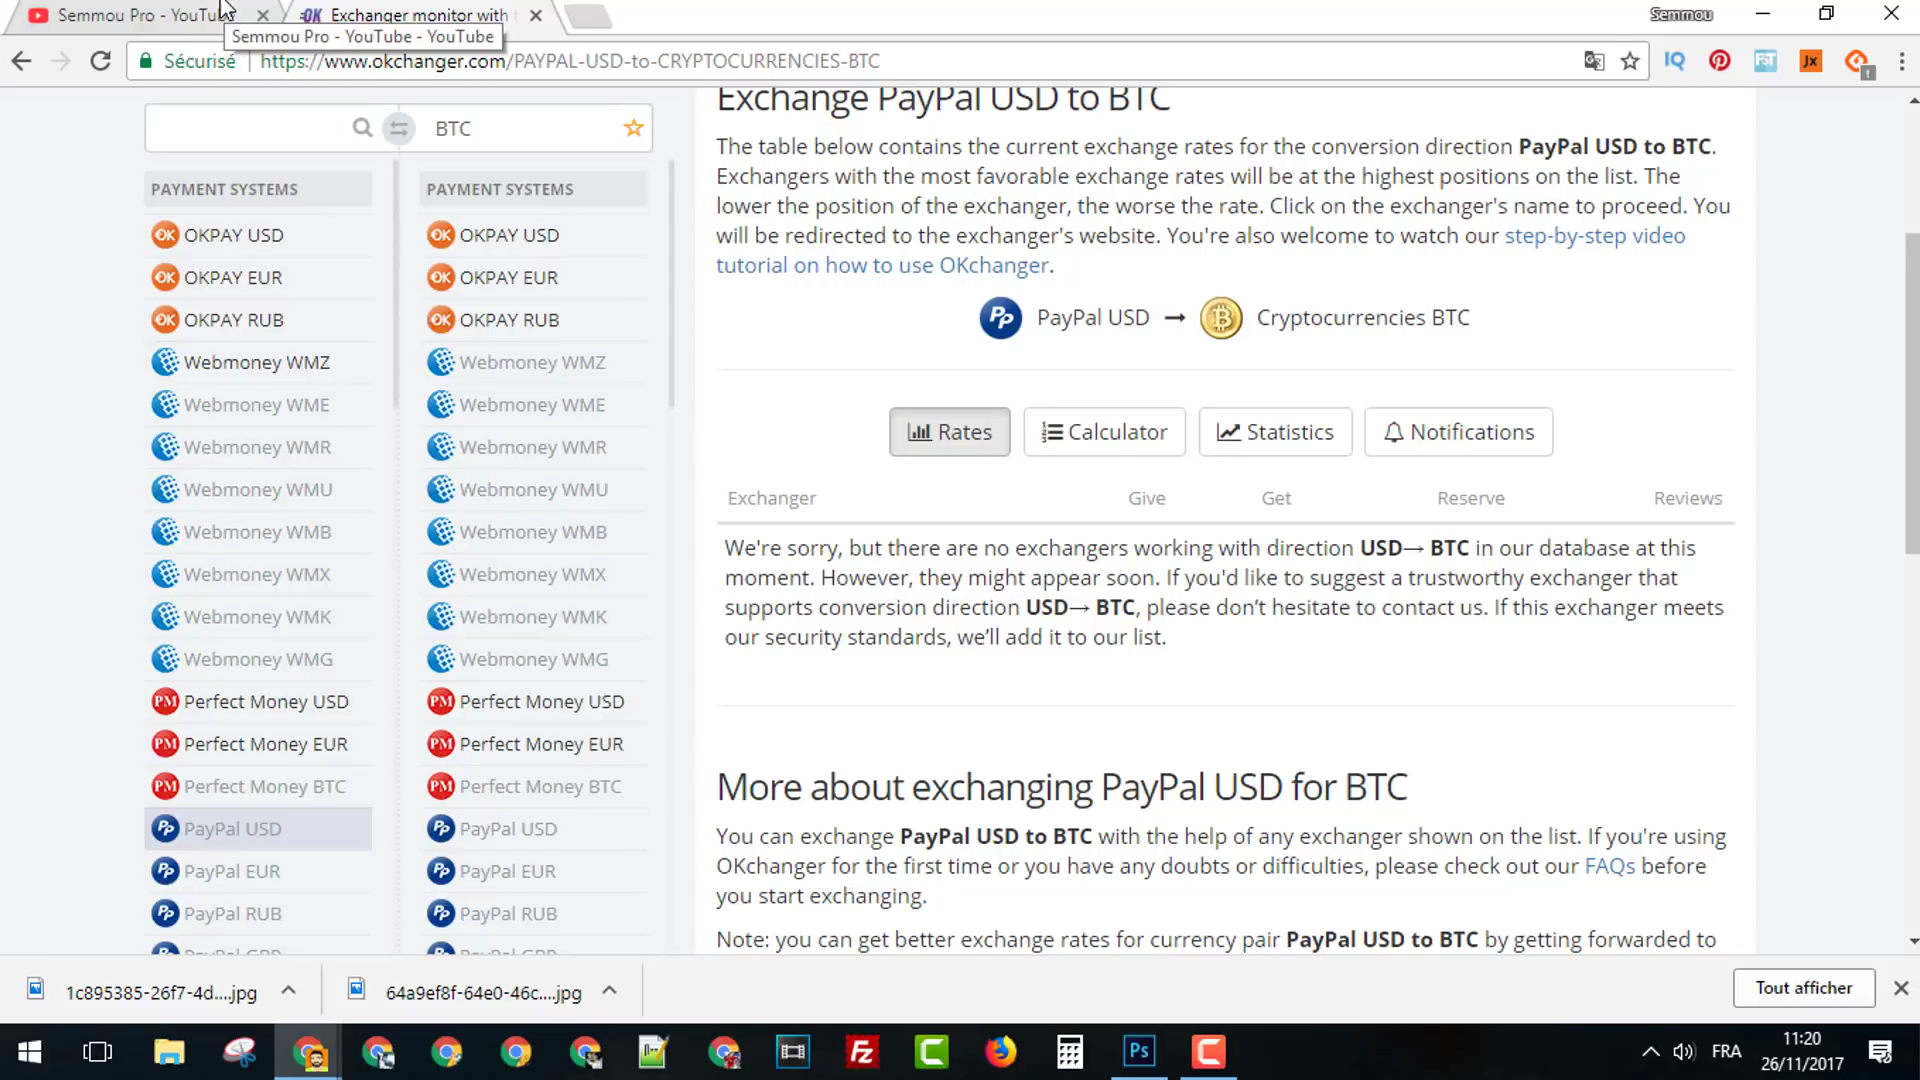 Semmou Pro - YouTu
Exchanger monitor with
Semmou
Semmou Pro - YouTube - YouTube
Sécurisé
https://www.okchanger.com/PAYPAL-USD-to-CRYPTOCURRENCIES-BTC
BTC
PAYMENT SYSTEMS
OKPAY USD
OKPAY EUR
OKPAY RUB
Webmoney WMZ
Webmoney WME
Webmoney WMR
Webmoney WMU
Webmoney WMB
Webmoney WMX
Webmoney WMK
Webmoney WMG
Perfect Money USD
Perfect Money EUR
Perfect Money BTC
PayPal USD
PayPal EUR
PayPal RUB
PAYMENT SYSTEMS
OKPAY USD
OKPAY EUR
OKPAY RUB
Webmoney WMZ
Webmoney WME
Webmoney WMR
Webmoney WMU
Webmoney WMB
Webmoney WMX
Webmoney WMK
Webmoney WMG
Perfect Money USD
Perfect Money EUR
Perfect Money BTC
PayPal USD
PayPal EUR
PayPal RUB
Exchange PayPal USD to BTC
The table below contains the current exchange rates for the conversion direction PayPal USD to BTC.
Exchangers with the most favorable exchange rates will be at the highest positions on the list. The
lower the position of the exchanger, the worse the rate. Click on the exchanger's name to proceed. You
will be redirected to the exchanger's website. You're also welcome to watch our step-by-step video
tutorial on how to use OKchanger.
PayPal USD → Cryptocurrencies BTC
Rates
Calculator
Statistics
Notifications
Exchanger Give Get Reserve Reviews
We're sorry, but there are no exchangers working with direction USD→ BTC in our database at this
moment. However, they might appear soon. If you'd like to suggest a trustworthy exchanger that
supports conversion direction USD→ BTC, please don’t hesitate to contact us. If this exchanger meets
our security standards, we’ll add it to our list.
More about exchanging PayPal USD for BTC
You can exchange PayPal USD to BTC with the help of any exchanger shown on the list. If you're using
OKchanger for the first time or you have any doubts or difficulties, please check out our FAQs before
you start exchanging.
Note: you can get better exchange rates for currency pair PayPal USD to BTC by getting forwarded to
1c895385-26f7-4d....jpg
64a9ef8f-64e0-46c....jpg
Tout afficher
FRA
11:20
26/11/2017